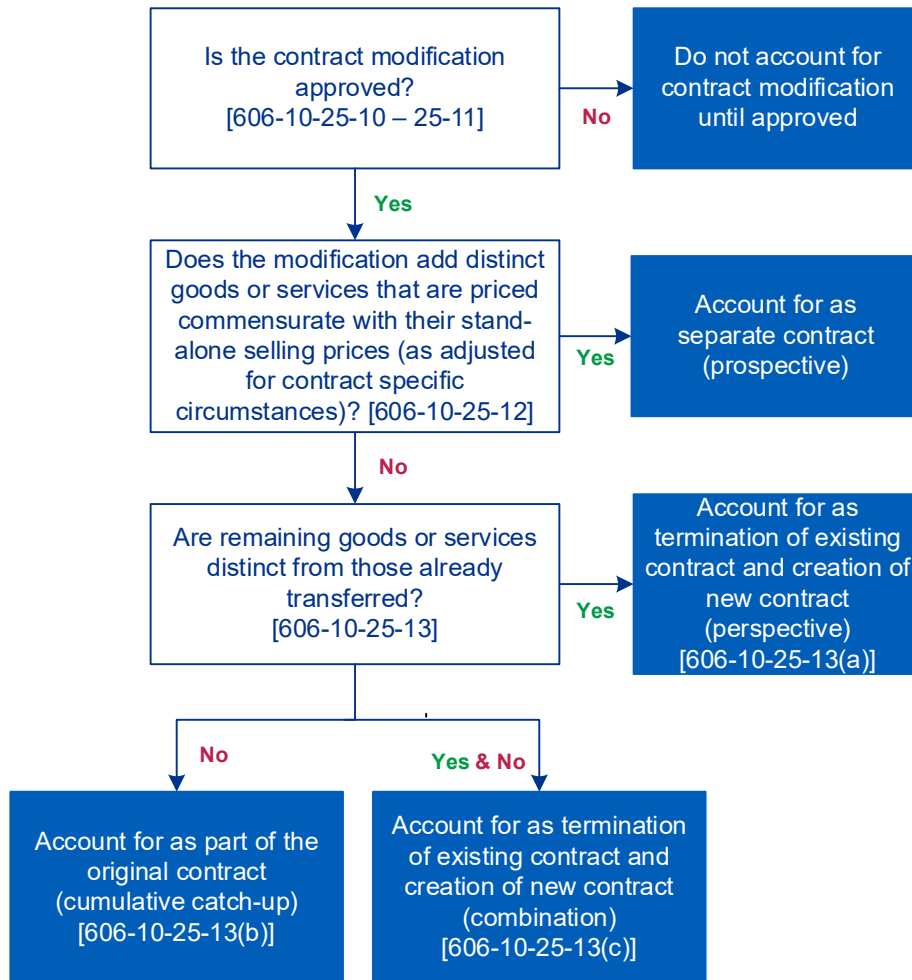 Is the contract modification
approved?
[606-10-25-10 – 25-11]
No
Do not account for
contract modification
until approved
Yes
Does the modification add distinct
goods or services that are priced
commensurate with their stand-
alone selling prices (as adjusted
for contract specific
circumstances)? [606-10-25-12]
Yes
Account for as
separate contract
(prospective)
No
Are remaining goods or services
distinct from those already
transferred?
[606-10-25-13]
Yes
Account for as
termination of existing
contract and creation of
new contract
(perspective)
[606-10-25-13(a)]
No
Yes & No
Account for as part of the
original contract
(cumulative catch-up)
[606-10-25-13(b)]
Account for as termination
of existing contract and
creation of new contract
(combination)
[606-10-25-13(c)]